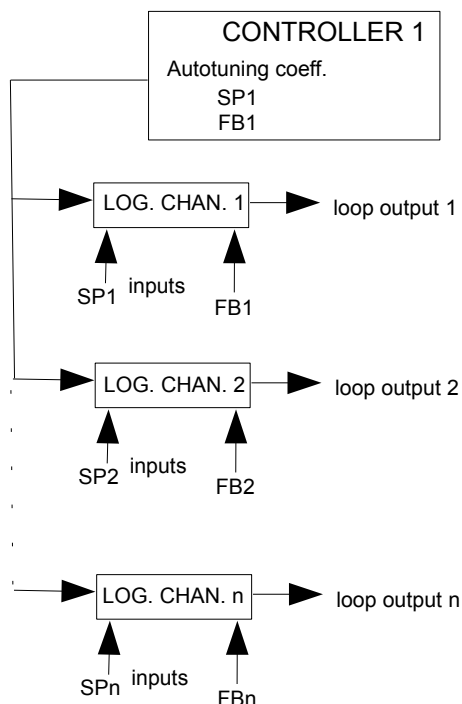 CONTROLLER 1
Autotuning coeff.
SP1
FB1
LOG. CHAN. 1
loop output 1
SP1 inputs
FB1
LOG. CHAN. 2
loop output 2
SP2 inputs
FB2
LOG. CHAN. n
loop output n
SPn inputs
FBn